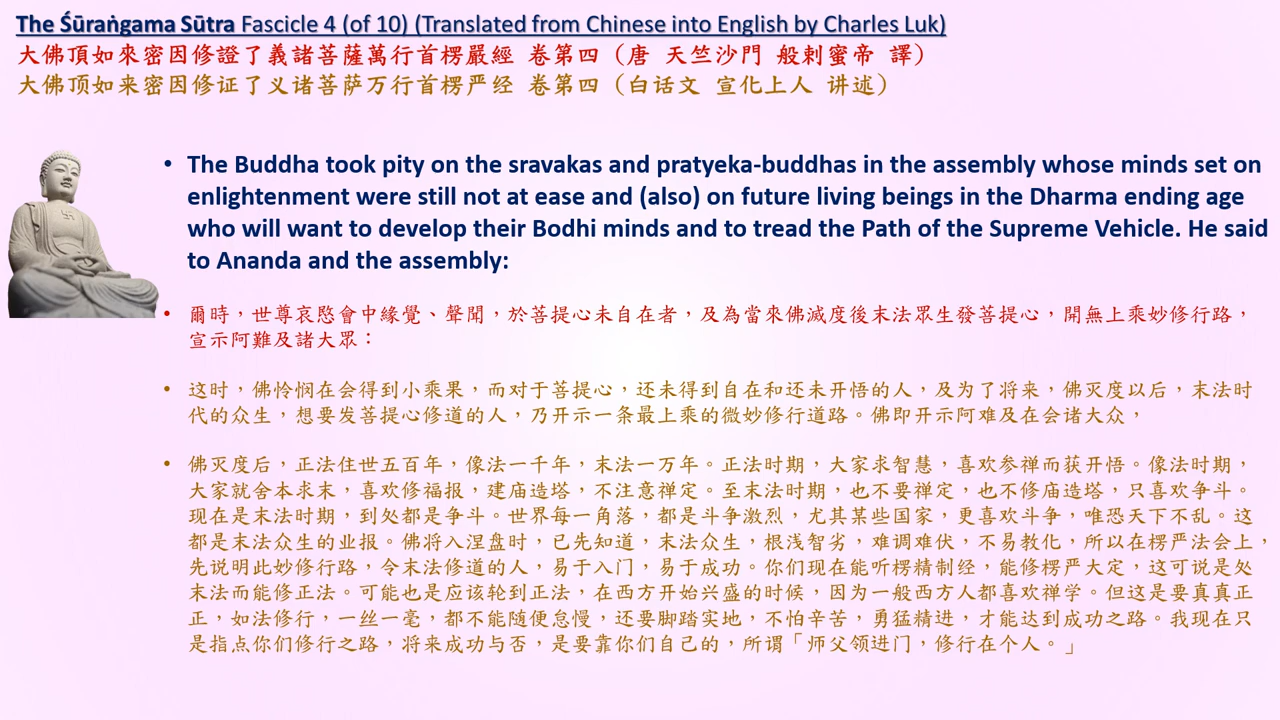 The Śūraṅgama Sūtra Fascicle 4 (of 10) (Translated from Chinese into English by Charles Luk)
大佛頂如來密因修證了義諸菩薩萬行首楞嚴經 卷第四（唐 天竺沙門 般剌蜜帝 譯）
大佛顶如来密因修证了义诸菩萨万行首楞严经 卷第四（白话文 宣化上人 讲述）
• The Buddha took pity on the sravakas and pratyeka-buddhas in the assembly whose minds set on
enlightenment were still not at ease and (also) on future living beings in the Dharma ending age
who will want to develop their Bodhi minds and to tread the Path of the Supreme Vehicle. He said
to Ananda and the assembly:
• 爾時，世尊哀愍會中緣覺、聲聞，於菩提心未自在者，及為當來佛滅度後末法眾生發菩提心，開無上乘妙修行路，
宣示阿難及諸大眾：
• 这时，佛怜悯在会得到小乘果，而对于菩提心，还未得到自在和还未开悟的人，及为了将来，佛灭度以后，末法时
代的众生，想要发菩提心修道的人，乃开示一条最上乘的微妙修行道路。佛即开示阿难及在会诸大众，
• 佛灭度后，正法住世五百年，像法一千年，末法一万年。正法时期，大家求智慧，喜欢参禅而获开悟。像法时期，
大家就舍本求末，喜欢修福报，建庙造塔，不注意禅定。至末法时期，也不要禅定，也不修庙造塔，只喜欢争斗。
现在是末法时期，到处都是争斗。世界每一角落，都是斗争激烈，尤其某些国家，更喜欢斗争，唯恐天下不乱。这
都是末法众生的业报。佛将入涅盘时，已先知道，末法众生，根浅智劣，难调难伏，不易教化，所以在楞严法会上，
先说明此妙修行路，令末法修道的人，易于入门，易于成功。你们现在能听楞精制经，能修楞严大定，这可说是处
末法而能修正法。可能也是应该轮到正法，在西方开始兴盛的时候，因为一般西方人都喜欢禅学。但这是要真真正
正，如法修行，一丝一毫，都不能随便怠慢，还要脚踏实地，不怕辛苦，勇猛精进，才能达到成功之路。我现在只
是指点你们修行之路，将来成功与否，是要靠你们自己的，所谓「师父领进门，修行在个人。」